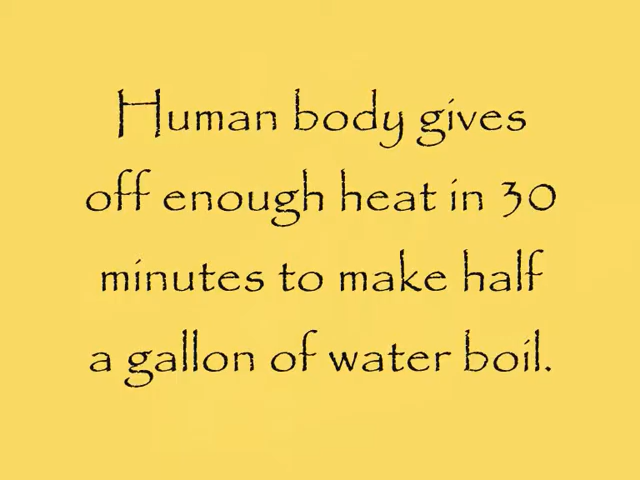 Human body gives
off enough heat in 30
minutes to make half
a gallon of water boil.